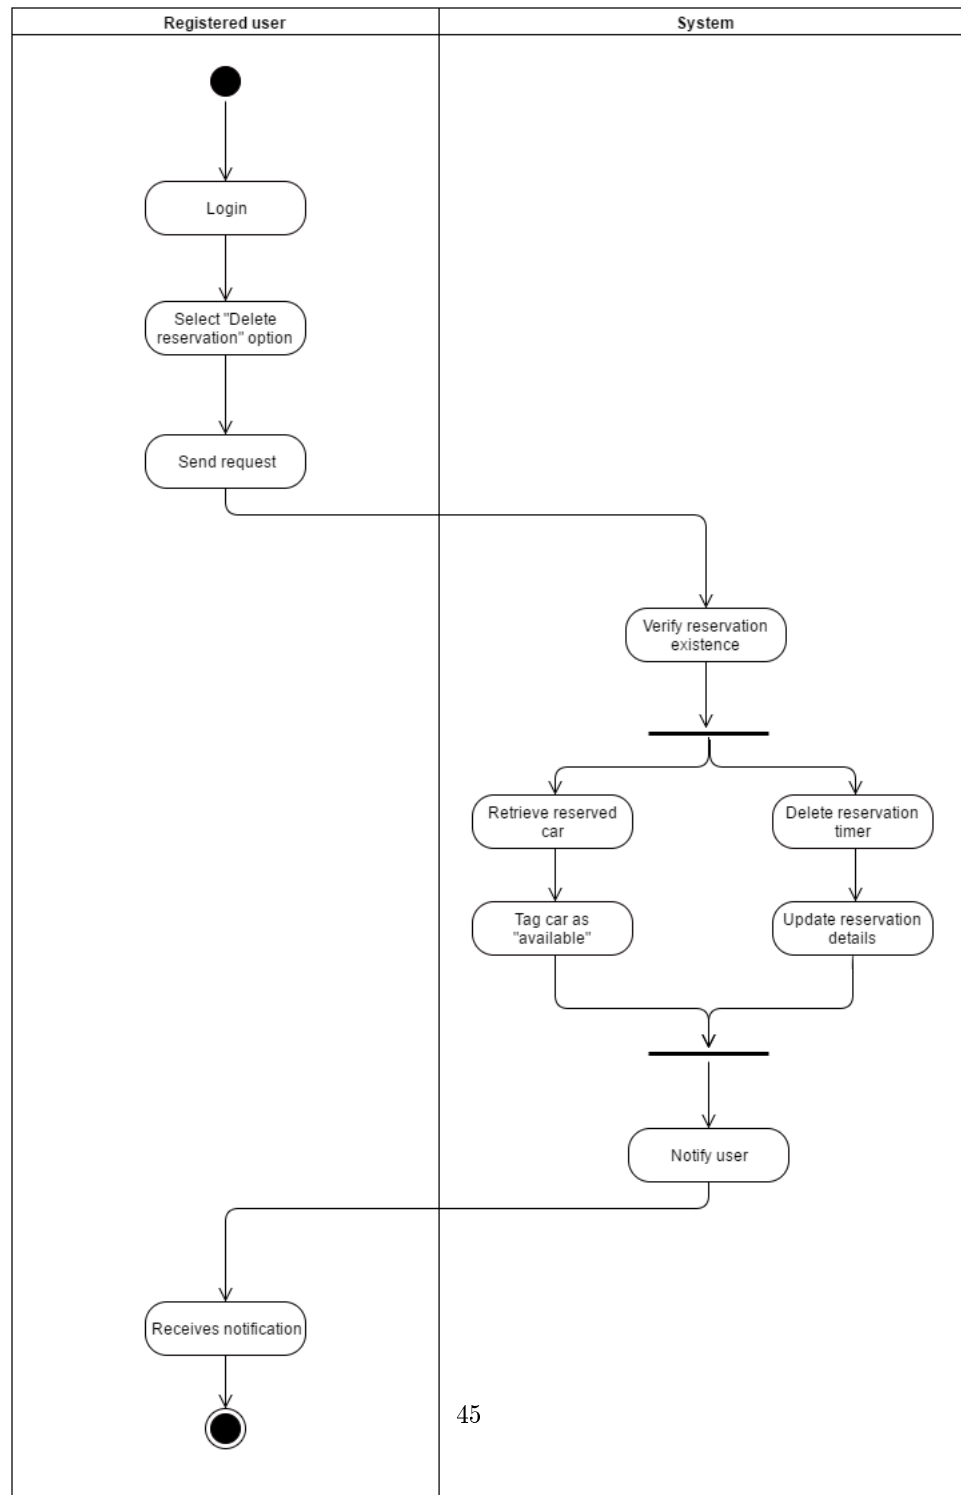 Registered user
System
Login
Select "Delete
reservation" option
Send request
Verify reservation
existence
Retrieve reserved
car
Delete reservation
timer
Tag car as
"available"
Update reservation
details
Notify user
Receives notification
45